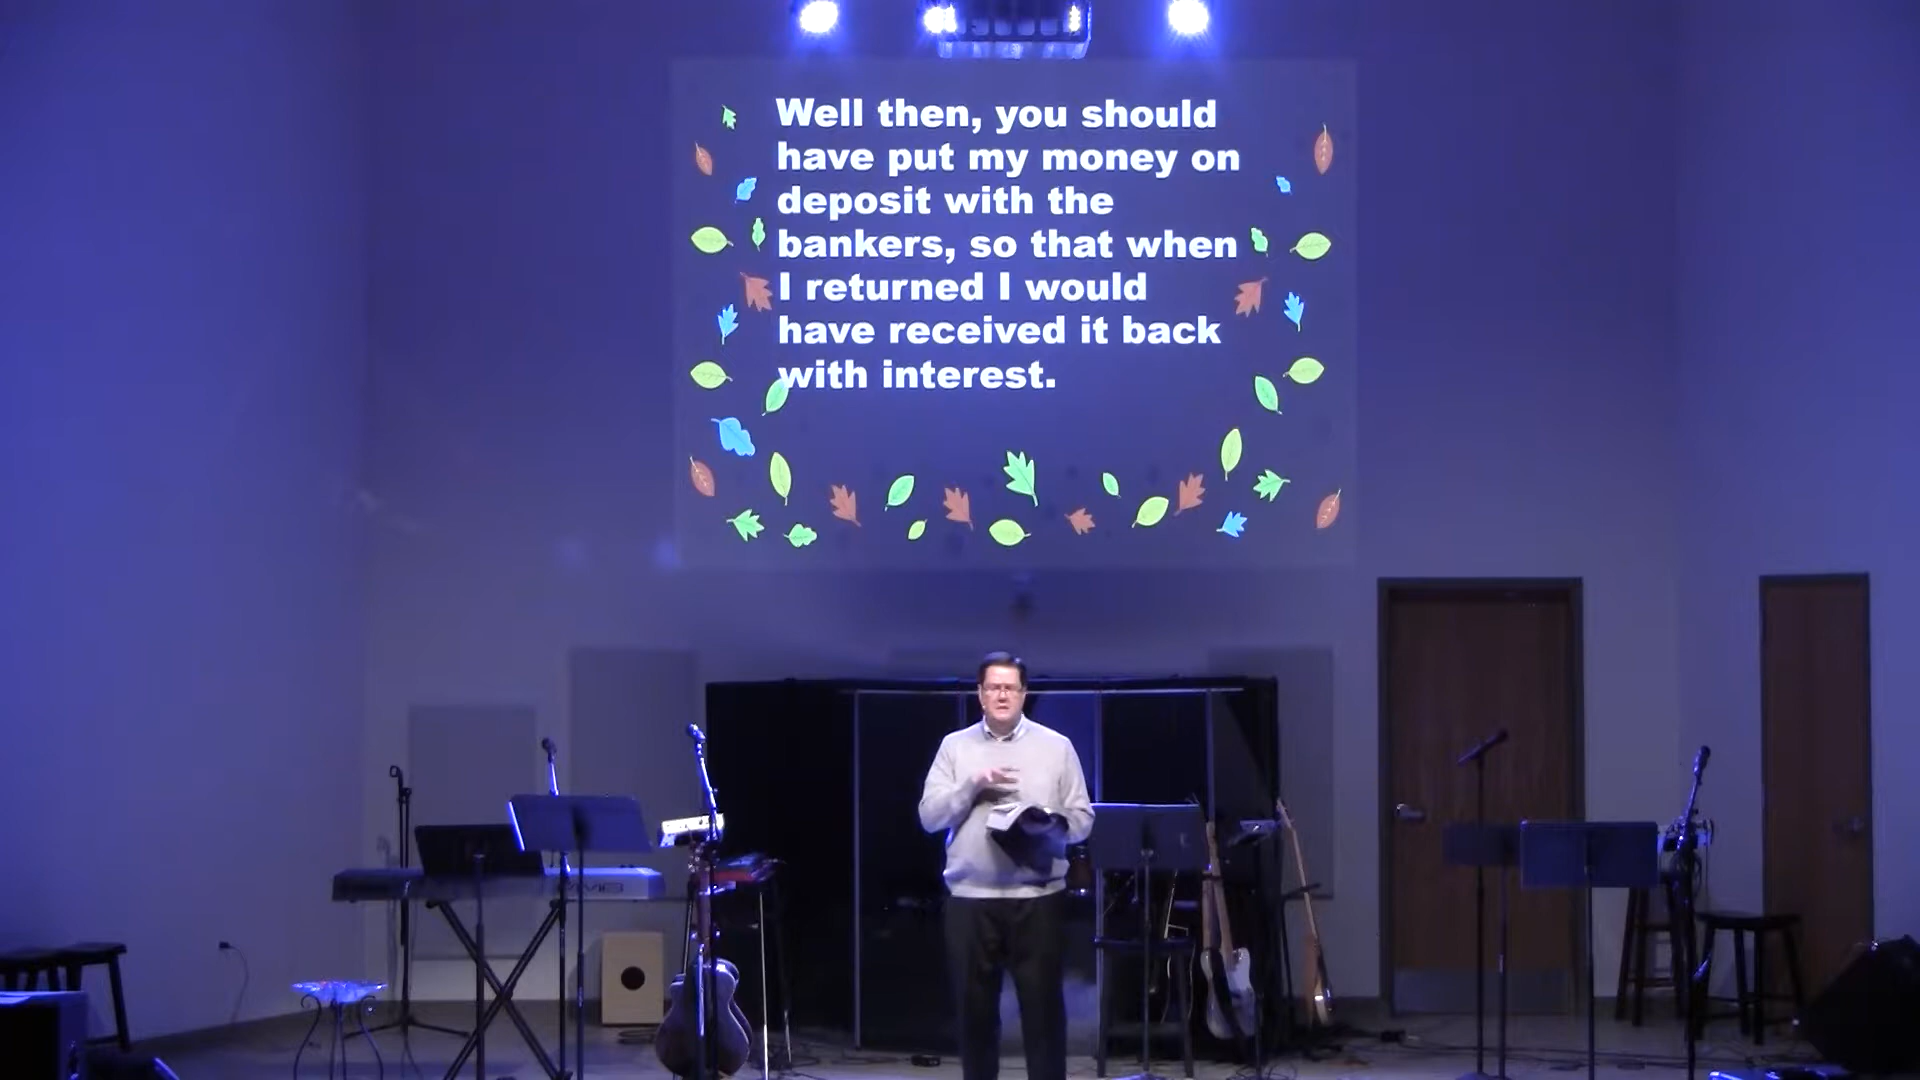 Well then, you should
have put my money on
deposit with the
bankers, so that when
I returned I would
have received it back
with interest.